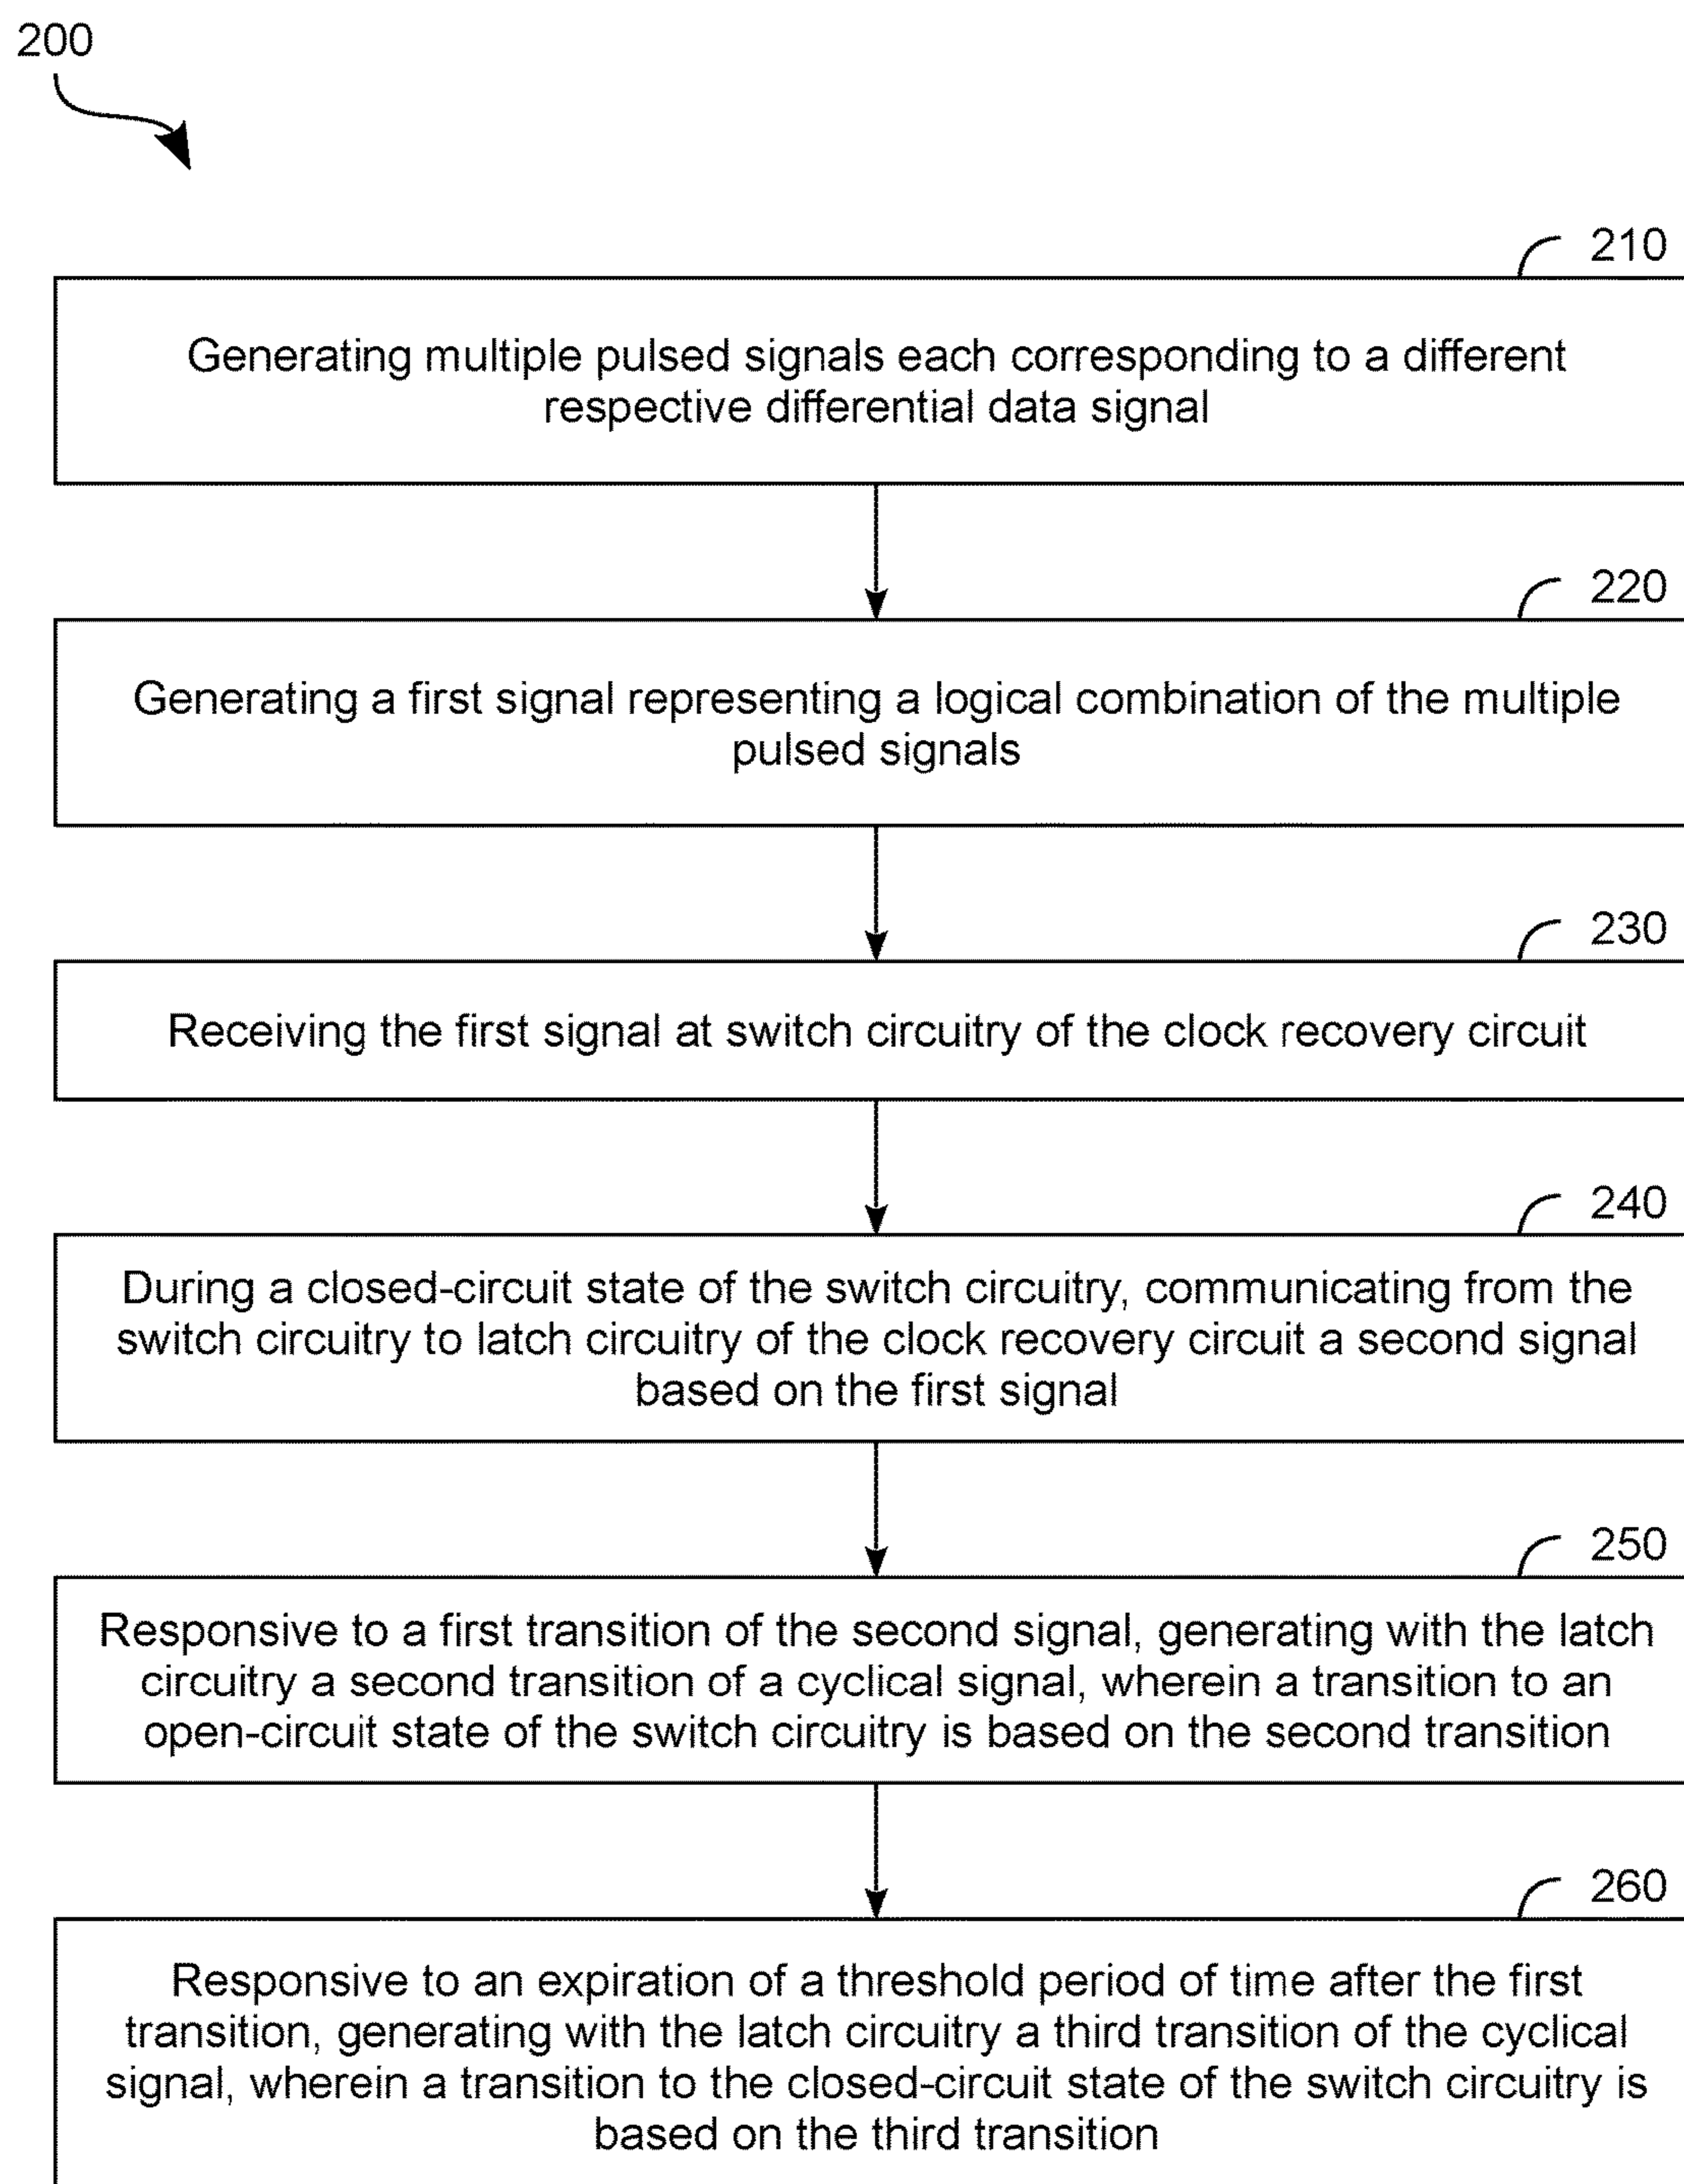 200
210
Generating multiple pulsed signals each corresponding to a different
respective differential data signal
220
Generating a first signal representing a logical combination of the multiple
pulsed signals
230
Receiving the first signal at switch circuitry of the clock recovery circuit
240
During a closed-circuit state of the switch circuitry, communicating from the
switch circuitry to latch circuitry of the clock recovery circuit a second signal
based on the first signal
250
Responsive to a first transition of the second signal, generating with the latch
circuitry a second transition of a cyclical signal, wherein a transition to an
open-circuit state of the switch circuitry is based on the second transition
260
Responsive to an expiration of a threshold period of time after the first
transition, generating with the latch circuitry a third transition of the cyclical
signal, wherein a transition to the closed-circuit state of the switch circuitry is
based on the third transition